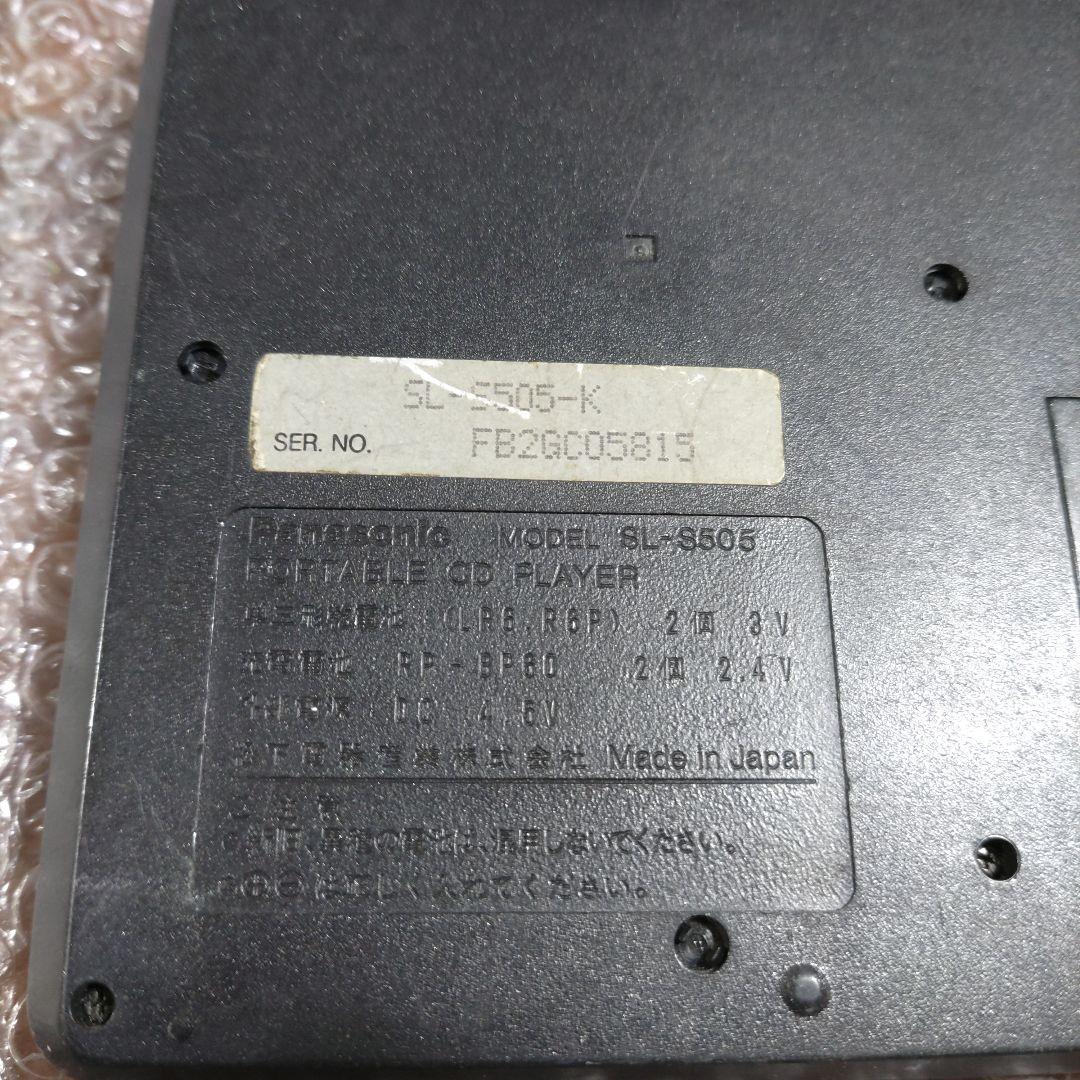 SL-S505-K
SER. NO. FB2GC05815
Panasonic MODEL SL-S505
PORTABLE CD PLAYER
単三形乾電池 (LR6,R6P) 2個 3V
充電電池 RP-BP60 2個 2.4V
外部電源 DC 4.5V
松下電器産業株式会社 Made in Japan
ご注意
●新旧、異種の電池は、混用しないでください。
●⊕⊖は正しく入れてください。